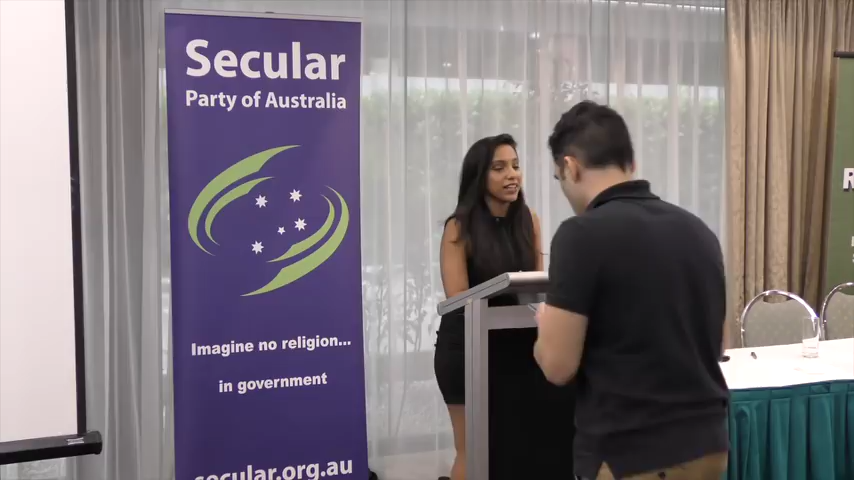 Secular
Party of Australia
Imagine no religion...
in government
secular.org.au
R